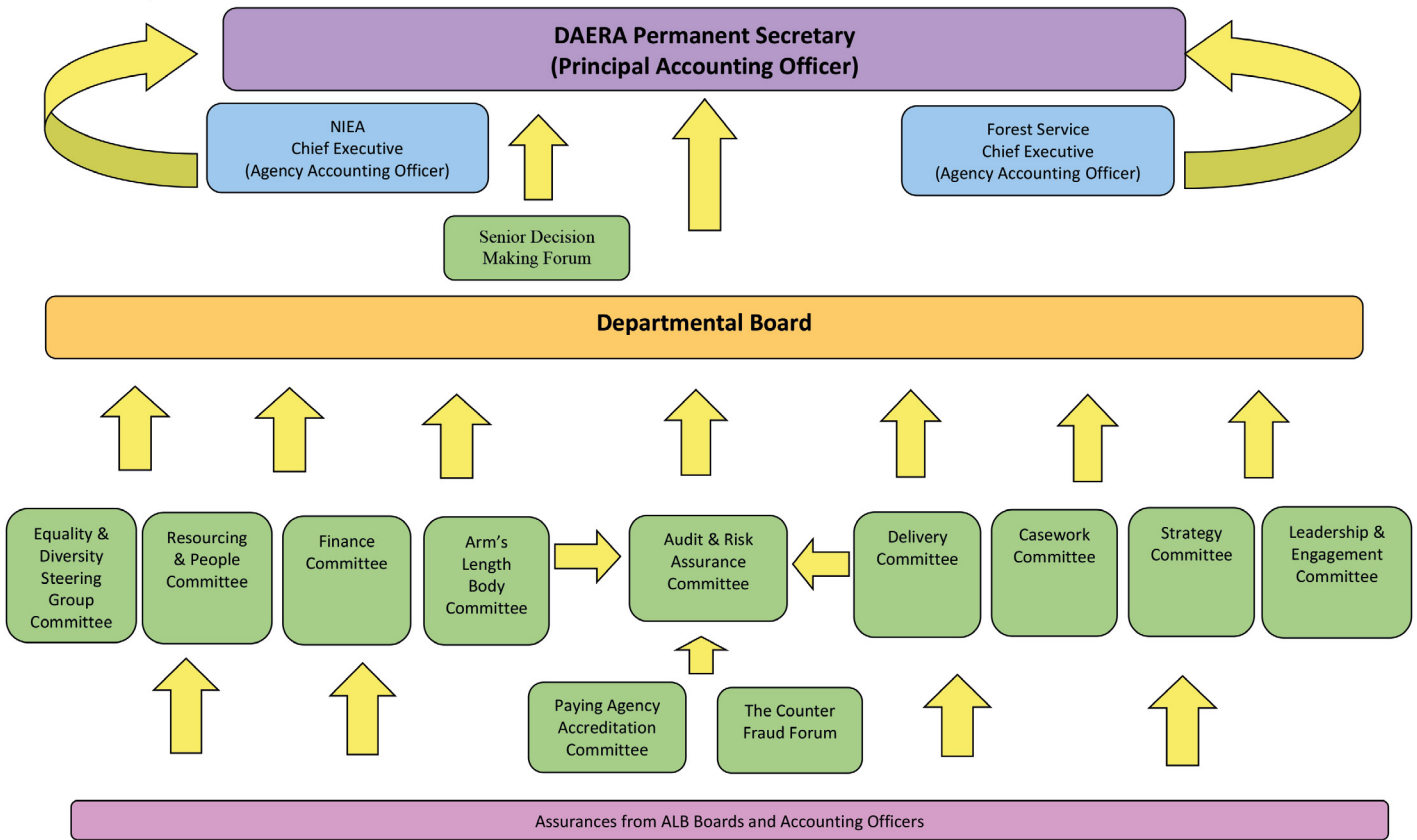 DAERA Permanent Secretary
(Principal Accounting Officer)
NIEA
Chief Executive
(Agency Accounting Officer)
Forest Service
Chief Executive
(Agency Accounting Officer)
Senior Decision
Making Forum
Departmental Board
Equality &
Diversity
Steering
Group
Committee
Resourcing
& People
Committee
Finance
Committee
Arm's
Length
Body
Committee
Audit & Risk
Assurance
Committee
Delivery
Committee
Casework
Committee
Strategy
Committee
Leadership &
Engagement
Committee
Paying Agency
Accreditation
Committee
The Counter
Fraud Forum
Assurances from ALB Boards and Accounting Officers